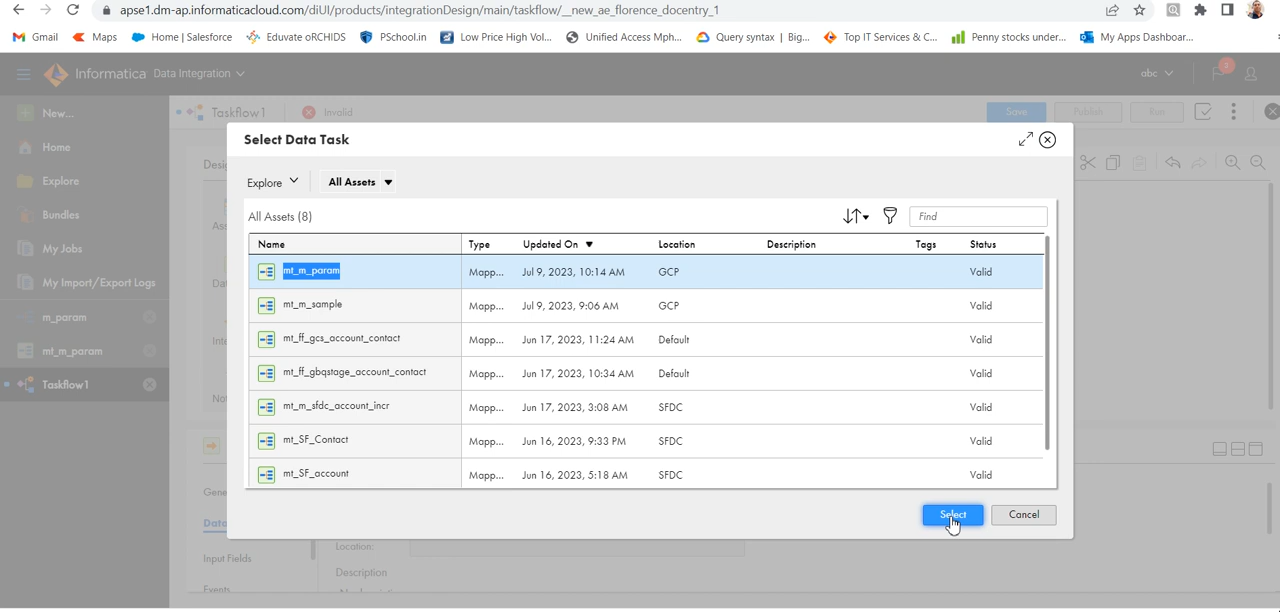 apse1.dm-ap.informaticacloud.com/diUI/products/integrationDesign/main/taskflow/__new_ae_florence_docentry_1
Gmail Maps Home | Salesforce Educate oRCHIDS PSchool.in Low Price High Vol... Unified Access Mph... Query syntax | Big... Top IT Services & C... Penny stocks under... My Apps Dashboar...
Informatica Data Integration abc 2
New... Taskflow1 Invalid Save Publish Run
Home
Explore
Bundles
My Jobs
My Import/Export Logs
m_param
mt_m_param
Taskflow1
Select Data Task
Explore All Assets
All Assets (8) Find
Name Type Updated On Location Description Tags Status
mt_m_param Mapp... Jul 9, 2023, 10:14 AM GCP Valid
mt_m_sample Mapp... Jul 9, 2023, 9:06 AM GCP Valid
mt_ff_gcs_account_contact Mapp... Jun 17, 2023, 11:24 AM Default Valid
mt_ff_gbqstage_account_contact Mapp... Jun 17, 2023, 10:34 AM Default Valid
mt_m_sfdc_account_incr Mapp... Jun 17, 2023, 3:08 AM SFDC Valid
mt_SF_Contact Mapp... Jun 16, 2023, 9:33 PM SFDC Valid
mt_SF_account Mapp... Jun 16, 2023, 5:18 AM SFDC Valid
Select Cancel
Location:
Input Fields
Description
Events